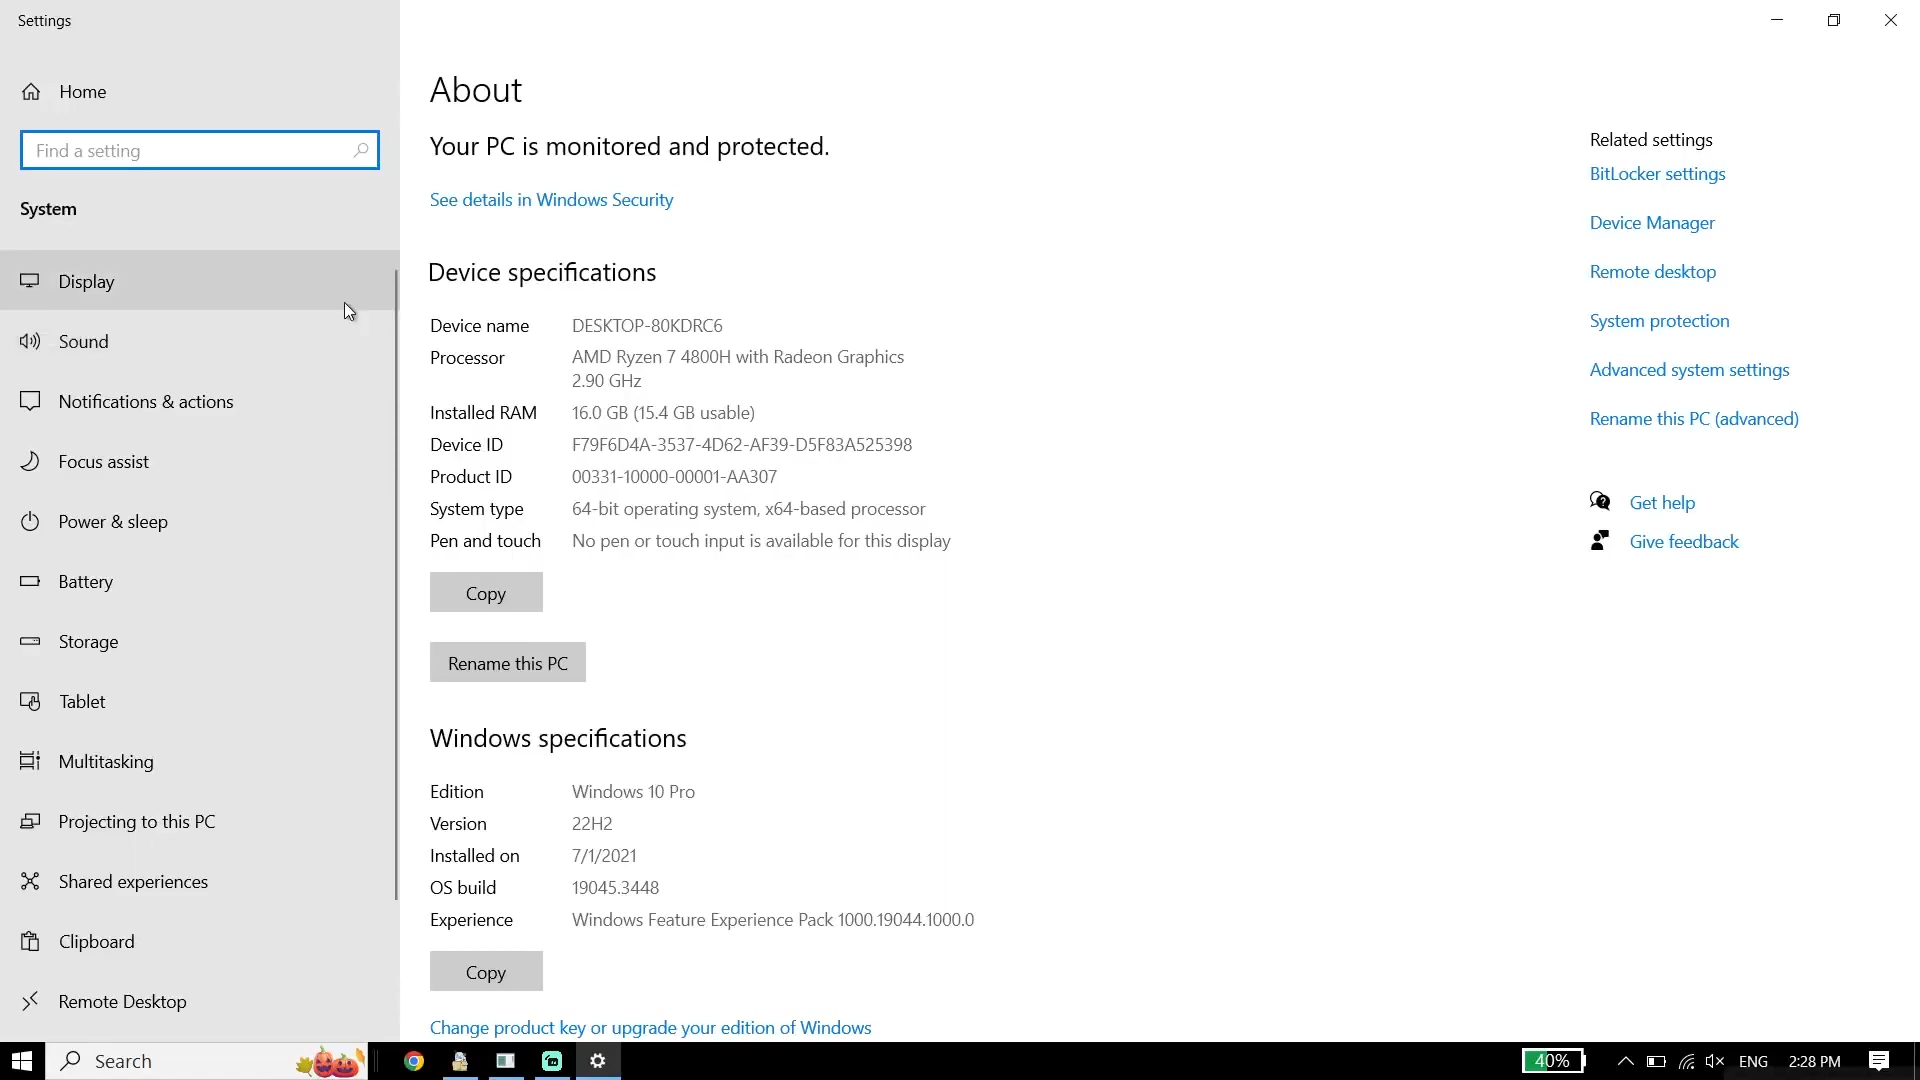 Settings
Home
Find a setting
System
Display
Sound
Notifications & actions
Focus assist
Power & sleep
Battery
Storage
Tablet
Multitasking
Projecting to this PC
Shared experiences
Clipboard
Remote Desktop
About
Your PC is monitored and protected.
See details in Windows Security
Device specifications
Device name DESKTOP-80KDRC6
Processor AMD Ryzen 7 4800H with Radeon Graphics
2.90 GHz
Installed RAM 16.0 GB (15.4 GB usable)
Device ID F79F6D4A-3537-4D62-AF39-D5F83A525398
Product ID 00331-10000-00001-AA307
System type 64-bit operating system, x64-based processor
Pen and touch No pen or touch input is available for this display
Copy
Rename this PC
Windows specifications
Edition Windows 10 Pro
Version 22H2
Installed on 7/1/2021
OS build 19045.3448
Experience Windows Feature Experience Pack 1000.19044.1000.0
Copy
Change product key or upgrade your edition of Windows
Related settings
BitLocker settings
Device Manager
Remote desktop
System protection
Advanced system settings
Rename this PC (advanced)
Get help
Give feedback
Search
40%
ENG
2:28 PM